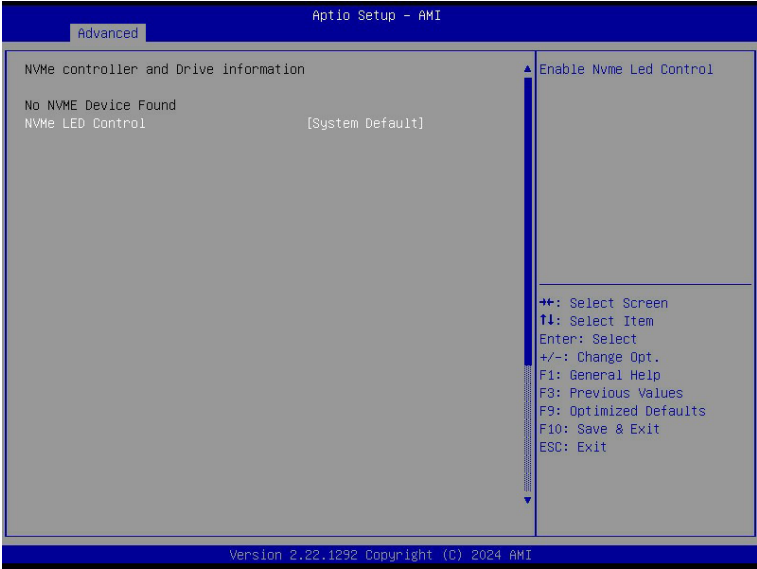 Aptio Setup – AMI
Advanced
NVMe controller and Drive information
No NVME Device Found
NVMe LED Control [System Default]
Enable Nvme Led Control
→←: Select Screen
↑↓: Select Item
Enter: Select
+/-: Change Opt.
F1: General Help
F3: Previous Values
F9: Optimized Defaults
F10: Save & Exit
ESC: Exit
Version 2.22.1292 Copyright (C) 2024 AMI